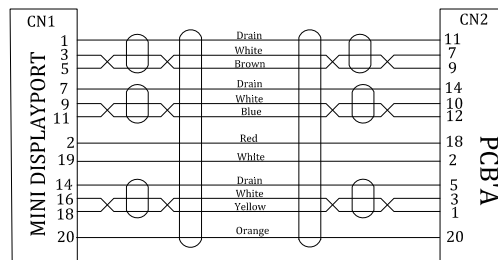 CN1
CN2
MINI DISPLAYPORT
PCB'A
1 Drain 11
3 White 7
5 Brown 9
7 Drain 14
9 White 10
11 Blue 12
2 Red 18
19 White 2
14 Drain 5
16 White 3
18 Yellow 1
20 Orange 20